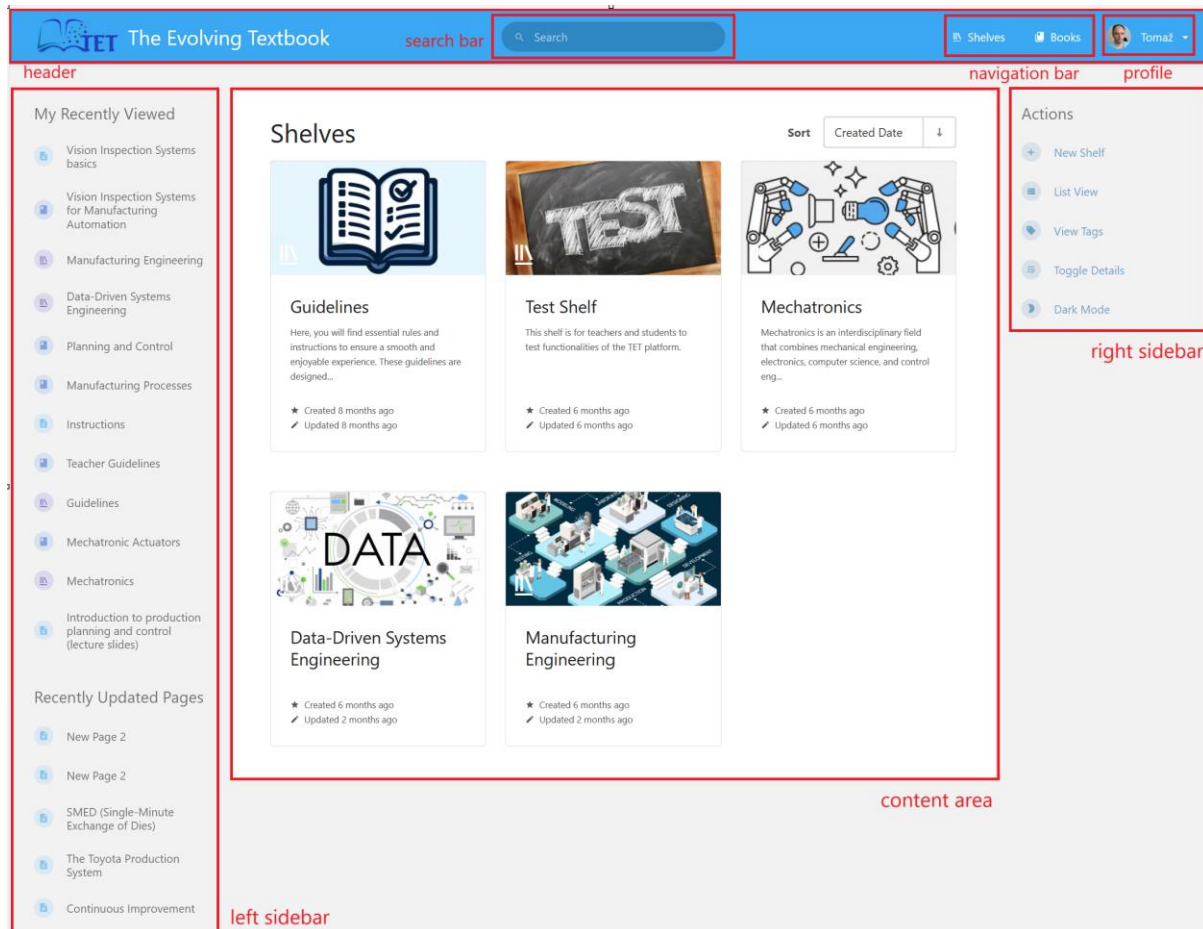 TET The Evolving Textbook
search bar
Search
Shelves
Books
Tomaž
header
navigation bar
profile
My Recently Viewed
Vision Inspection Systems
basics
Vision Inspection Systems
for Manufacturing
Automation
Manufacturing Engineering
Data-Driven Systems
Engineering
Planning and Control
Manufacturing Processes
Instructions
Teacher Guidelines
Guidelines
Mechatronic Actuators
Mechatronics
Introduction to production
planning and control
(lecture slides)
Recently Updated Pages
New Page 2
New Page 2
SMED (Single-Minute
Exchange of Dies)
The Toyota Production
System
Continuous Improvement
left sidebar
Shelves
Sort
Created Date
Guidelines
Here, you will find essential rules and
instructions to ensure a smooth and
enjoyable experience. These guidelines are
designed...
Created 8 months ago
Updated 8 months ago
TEST
Test Shelf
This shelf is for teachers and students to
test functionalities of the TET platform.
Created 6 months ago
Updated 6 months ago
Mechatronics
Mechatronics is an interdisciplinary field
that combines mechanical engineering,
electronics, computer science, and control
eng...
Created 6 months ago
Updated 6 months ago
DATA
Data-Driven Systems
Engineering
Created 6 months ago
Updated 2 months ago
TESTING
PRODUCTION
DEVELOPMENT
Manufacturing
Engineering
Created 6 months ago
Updated 2 months ago
content area
Actions
New Shelf
List View
View Tags
Toggle Details
Dark Mode
right sidebar